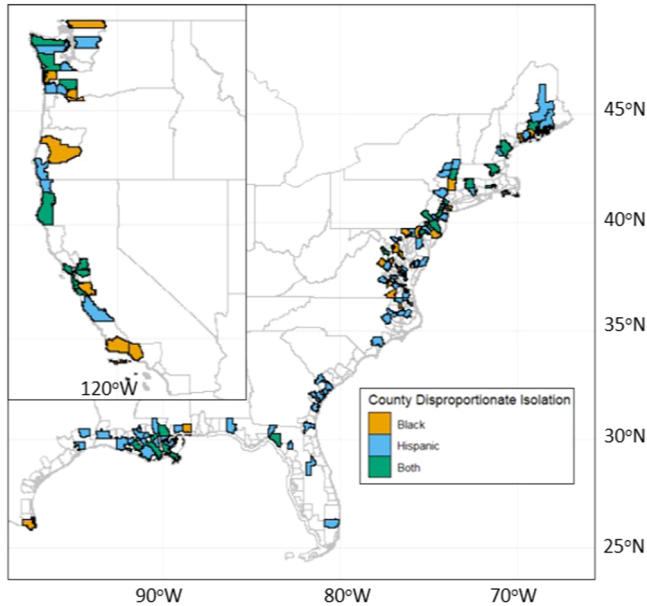 45°N
40°N
35°N
120°W
County Disproportionate Isolation
Black
Hispanic
Both
30°N
25°N
90°W 80°W 70°W